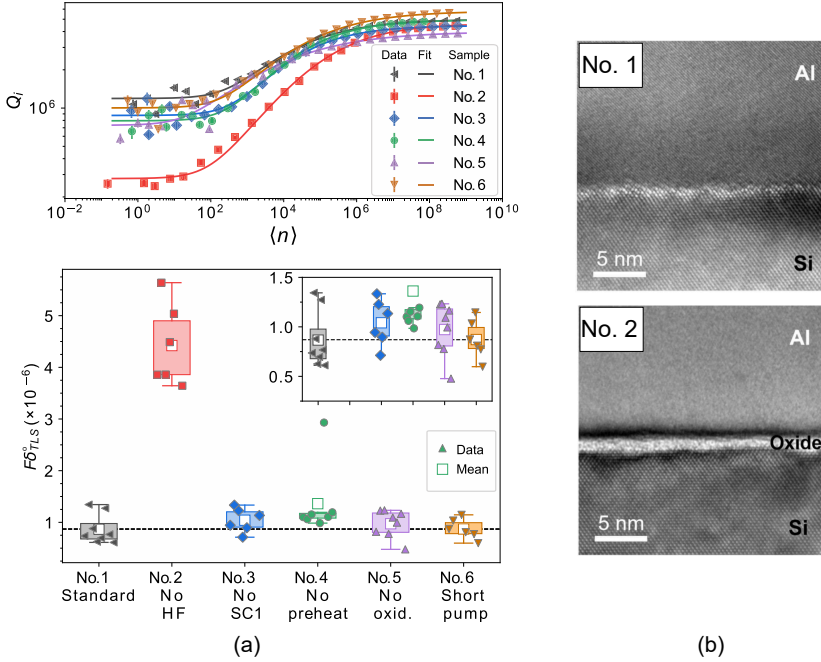 Q_i
10^6
Data Fit Sample
No. 1
No. 2
No. 3
No. 4
No. 5
No. 6
10^-2 10^0 10^2 10^4 10^6 10^8 10^10
⟨n⟩
Fδ°_TLS (×10^-6)
5
4
3
2
1
1.5
1.0
0.5
Data
Mean
No.1 No.2 No.3 No.4 No.5 No.6
Standard No No No No Short
HF SC1 preheat oxid. pump
(a)
No. 1
Al
5 nm
Si
No. 2
Al
Oxide
5 nm
Si
(b)